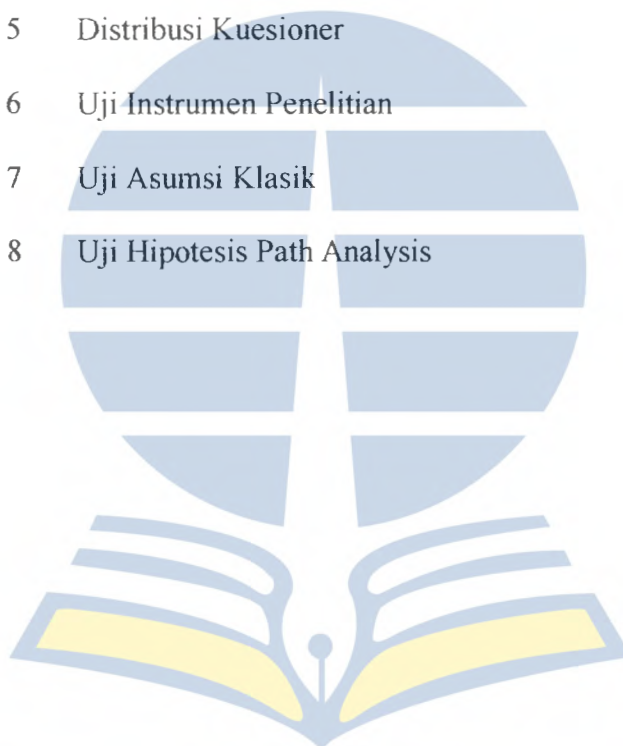 5 Distribusi Kuesioner
6 Uji Instrumen Penelitian
7 Uji Asumsi Klasik
8 Uji Hipotesis Path Analysis